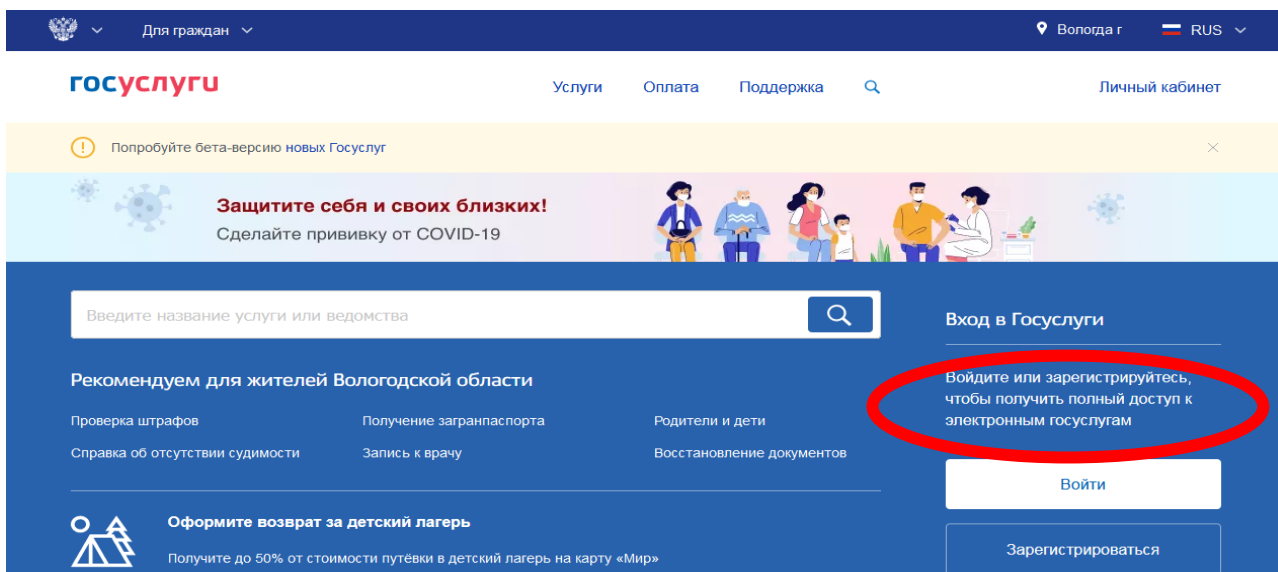 Для граждан
Вологда г
RUS
госуслуги
Услуги Оплата Поддержка
Личный кабинет
Попробуйте бета-версию новых Госуслуг
Защитите себя и своих близких!
Сделайте прививку от COVID-19
Введите название услуги или ведомства
Рекомендуем для жителей Вологодской области
Проверка штрафов Получение загранпаспорта Родители и дети
Справка об отсутствии судимости Запись к врачу Восстановление документов
Оформите возврат за детский лагерь
Получите до 50% от стоимости путёвки в детский лагерь на карту «Мир»
Вход в Госуслуги
Войдите или зарегистрируйтесь,
чтобы получить полный доступ к
электронным госуслугам
Войти
Зарегистрироваться